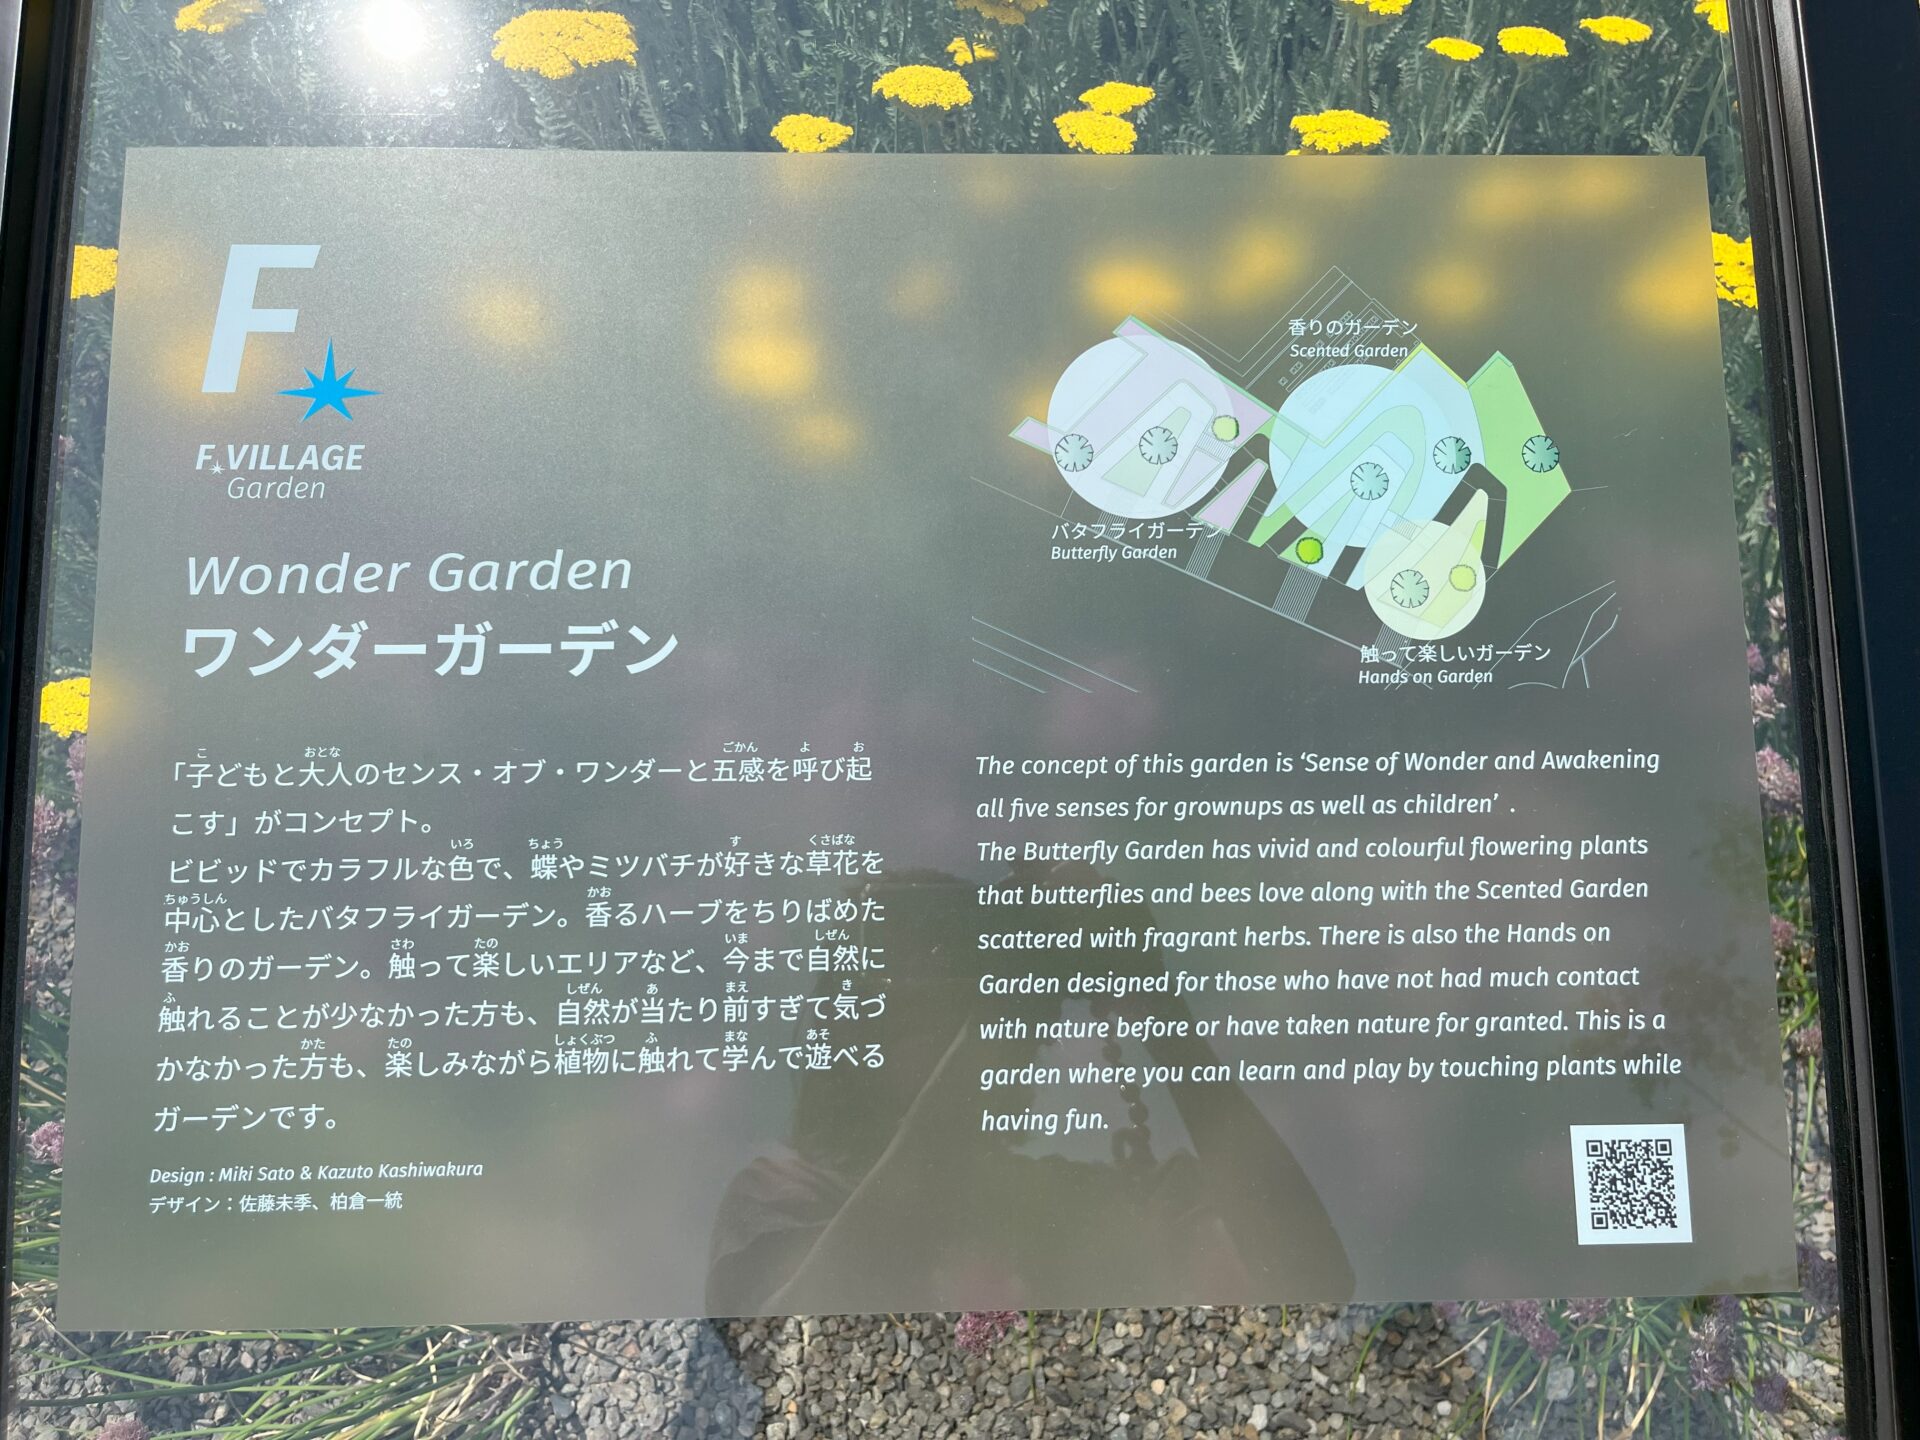 F
F VILLAGE
Garden
Wonder Garden
ワンダーガーデン
「子どもと大人のセンス・オブ・ワンダーと五感を呼び起
こす」がコンセプト。
ビビッドでカラフルな色で、蝶やミツバチが好きな草花を
中心としたバタフライガーデン。香るハーブをちりばめた
香りのガーデン。触って楽しいエリアなど、今まで自然に
触れることが少なかった方も、自然が当たり前すぎて気づ
かなかった方も、楽しみながら植物に触れて学んで遊べる
ガーデンです。
Design : Miki Sato & Kazuto Kashiwakura
デザイン：佐藤未季、柏倉一統
香りのガーデン
Scented Garden
バタフライガーデン
Butterfly Garden
触って楽しいガーデン
Hands on Garden
The concept of this garden is ‘Sense of Wonder and Awakening
all five senses for grownups as well as children’ .
The Butterfly Garden has vivid and colourful flowering plants
that butterflies and bees love along with the Scented Garden
scattered with fragrant herbs. There is also the Hands on
Garden designed for those who have not had much contact
with nature before or have taken nature for granted. This is a
garden where you can learn and play by touching plants while
having fun.